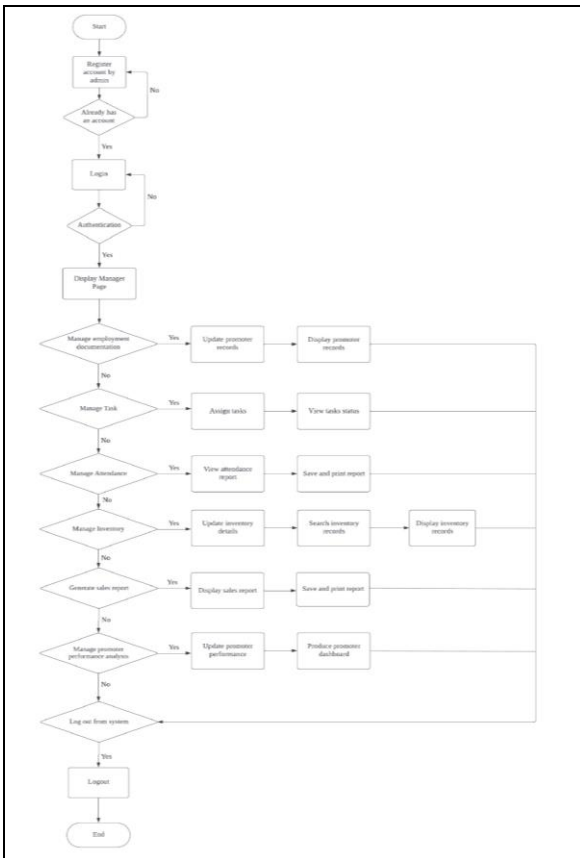 Start
Register
account by
admin
No
Already has
an account
Yes
Login
No
Authentication
Yes
Display Manager
Page
Manage employment
documentation
Yes
Update promoter
records
Display promoter
records
No
Manage Task
Yes
Assign tasks
View tasks status
No
Manage Attendance
Yes
View attendance
report
Save and print report
No
Manage Inventory
Yes
Update inventory
details
Search inventory
records
Display inventory
records
No
Generate sales report
Yes
Display sales report
Save and print report
No
Manage promoter
performance analysis
Yes
Update promoter
performance
Produce promoter
dashboard
No
Log out from system
Yes
Logout
End